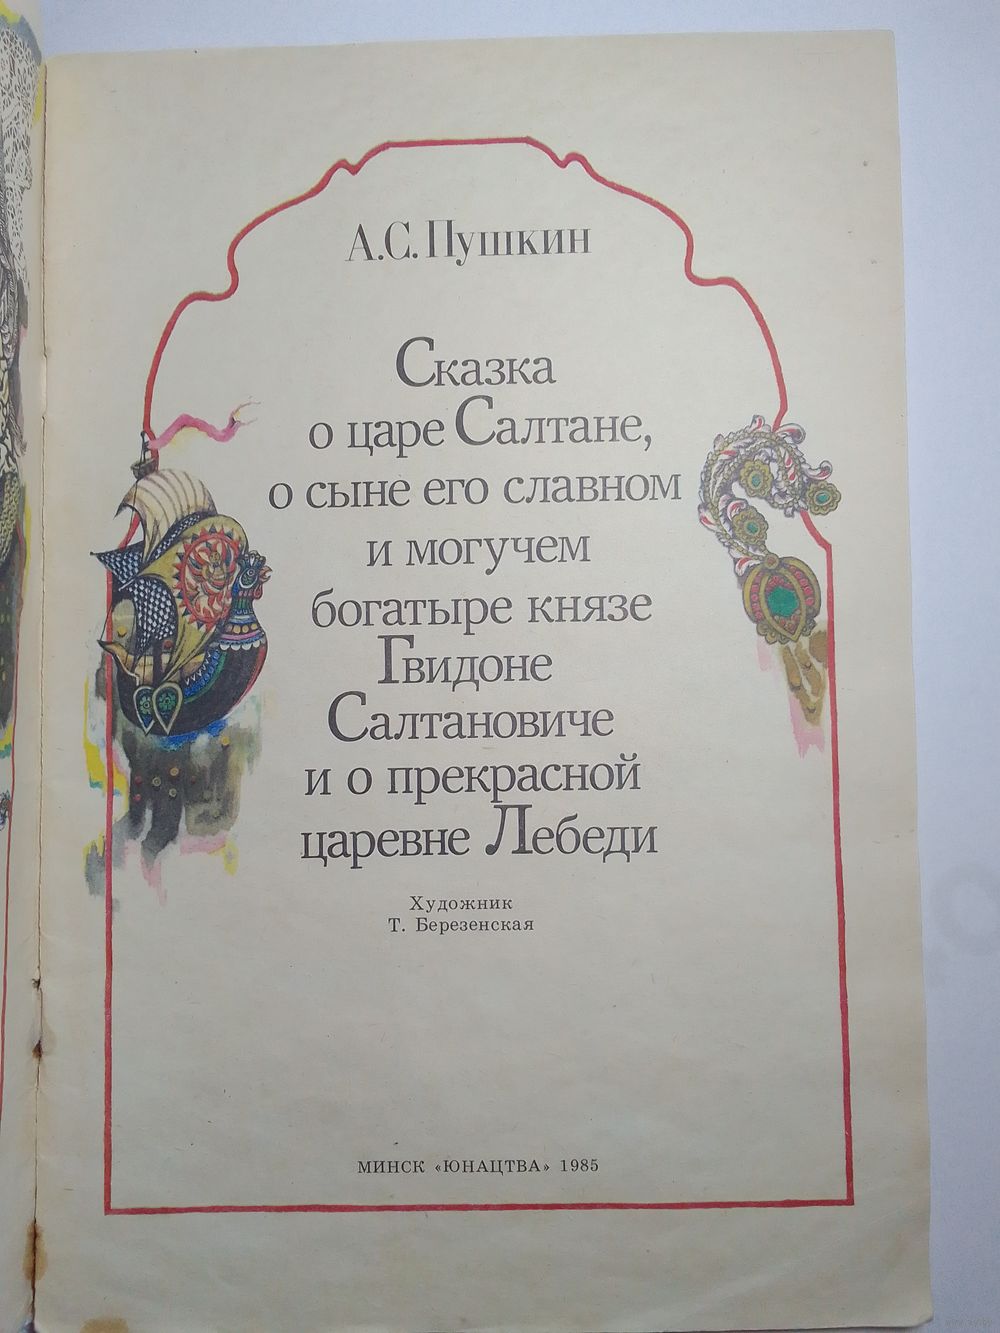 А.С. Пушкин
Сказка
о царе Салтане,
о сыне его славном
и могучем
богатыре князе
Гвидоне
Салтановиче
и о прекрасной
царевне Лебеди
Художник
Т. Березенская
МИНСК «ЮНАЦТВА» 1985